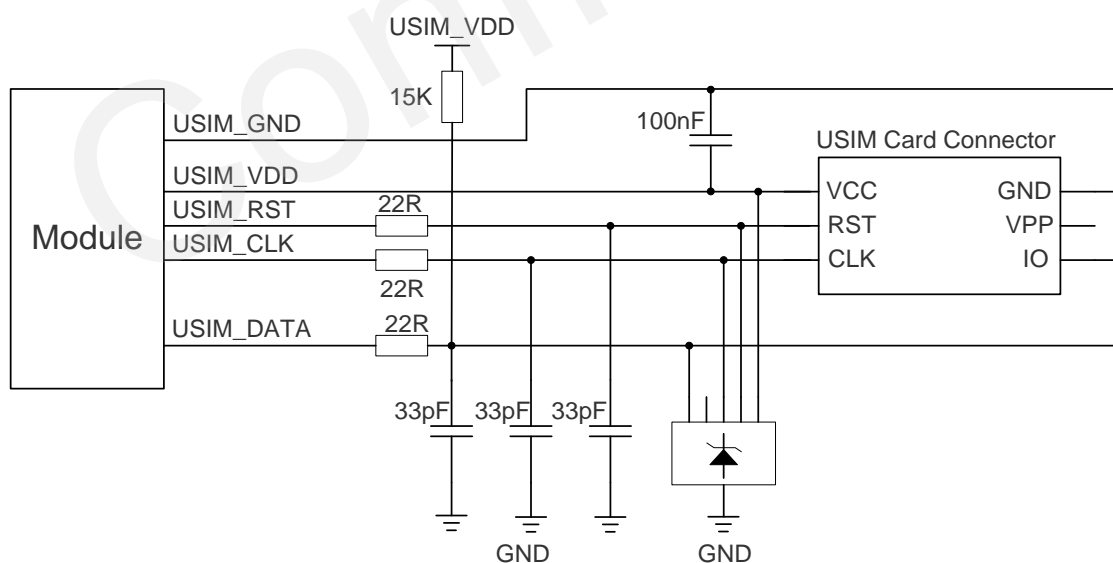 USIM_VDD
15K
100nF
USIM_GND
USIM Card Connector
USIM_VDD
VCC GND
USIM_RST 22R
RST VPP
Module
USIM_CLK
CLK IO
22R
USIM_DATA 22R
33pF 33pF 33pF
GND GND